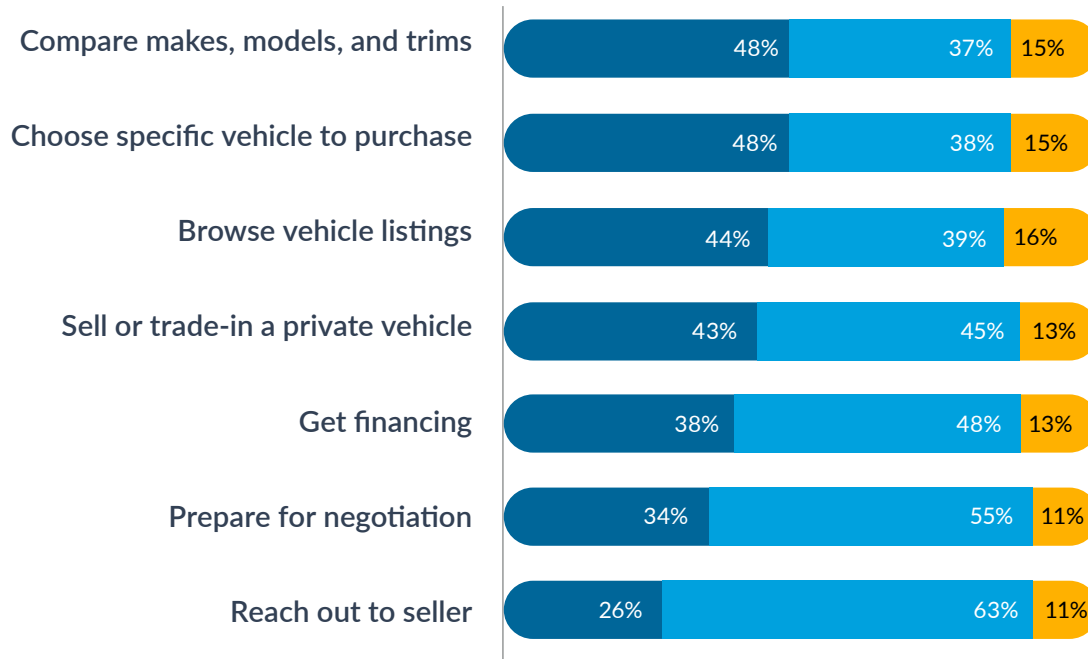 Compare makes, models, and trims 48% 37% 15%
Choose specific vehicle to purchase 48% 38% 15%
Browse vehicle listings 44% 39% 16%
Sell or trade-in a private vehicle 43% 45% 13%
Get financing 38% 48% 13%
Prepare for negotiation 34% 55% 11%
Reach out to seller 26% 63% 11%